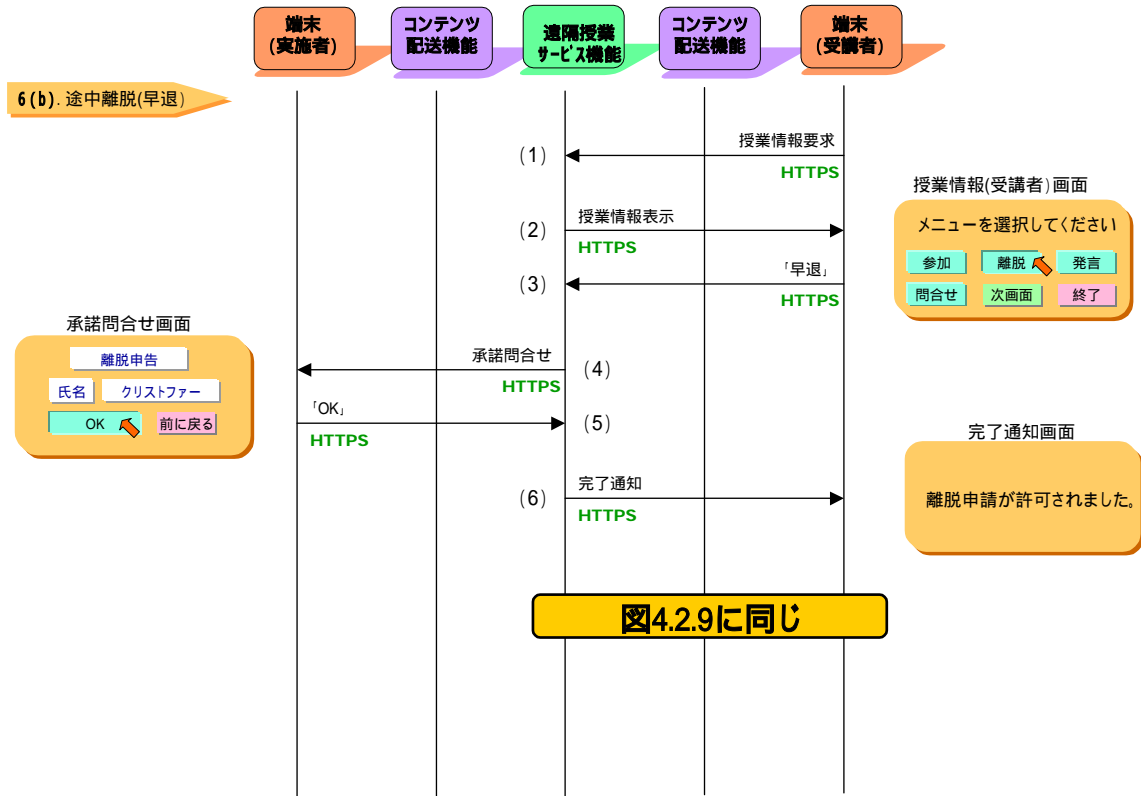 端末
(実施者)
コンテンツ
配送機能
遠隔授業
サービス機能
コンテンツ
配送機能
端末
(受講者)
6(b). 途中離脱(早退)
授業情報要求
(1)
HTTPS
授業情報(受講者)画面
メニューを選択してください
参加
離脱
発言
問合せ
次画面
終了
授業情報表示
(2)
HTTPS
「早退」
(3)
HTTPS
承諾問合せ画面
離脱申告
氏名
クリストファー
OK
前に戻る
承諾問合せ
(4)
HTTPS
「OK」
(5)
HTTPS
完了通知画面
離脱申請が許可されました。
完了通知
(6)
HTTPS
図4.2.9に同じ